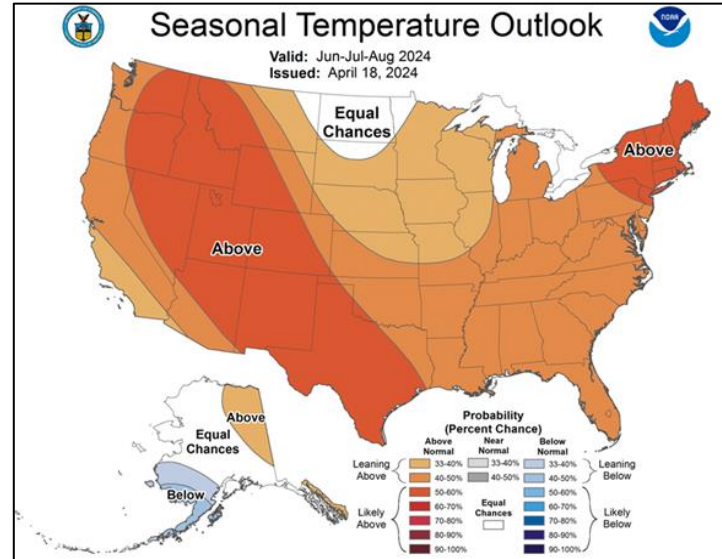 Seasonal Temperature Outlook
NOAA
Valid: Jun-Jul-Aug 2024
Issued: April 18, 2024
Equal
Chances
Above
Above
Above
Equal
Chances
Below
Probability
(Percent Chance)
Above
Normal
Near
Normal
Below
Normal
Leaning
Above
33-40%
33-40%
33-40%
Leaning
Below
40-50%
40-50%
40-50%
Likely
Above
50-60%
Equal
Chances
50-60%
Likely
Below
60-70%
60-70%
70-80%
70-80%
80-90%
80-90%
90-100%
90-100%